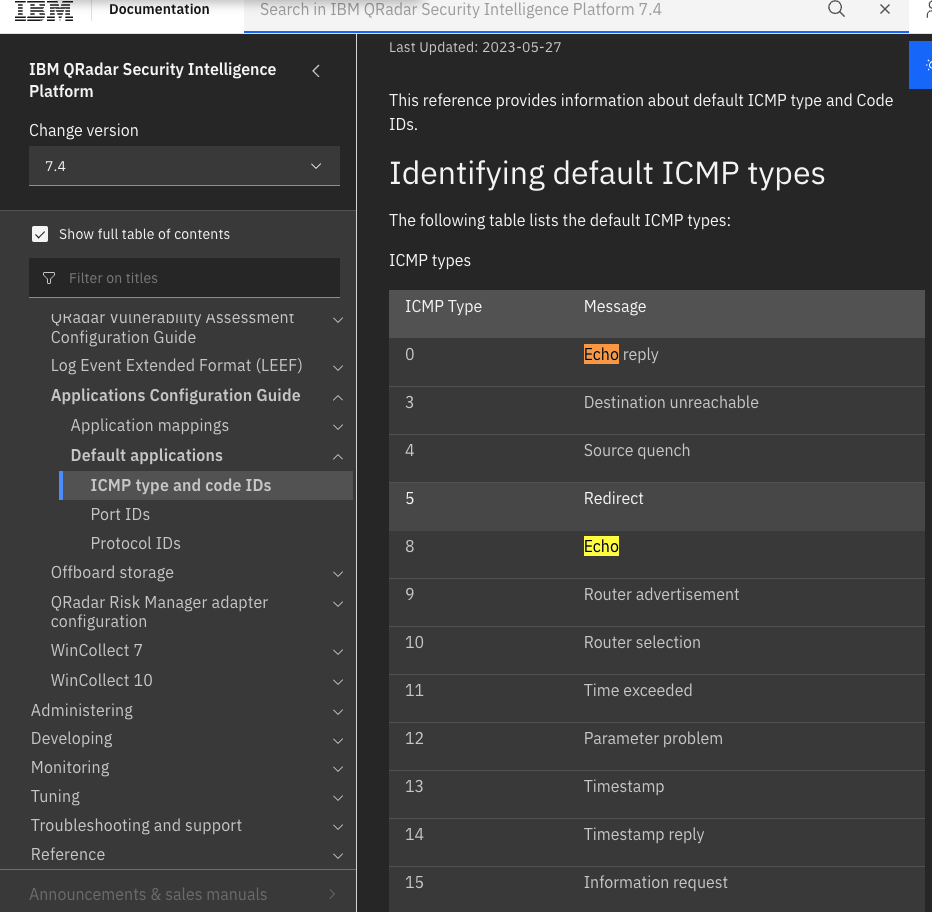 IBM
Documentation
Search in IBM QRadar Security Intelligence Platform 7.4
IBM QRadar Security Intelligence
Platform
Change version
7.4
Show full table of contents
Filter on titles
QRadar Vulnerability Assessment
Configuration Guide
Log Event Extended Format (LEEF)
Applications Configuration Guide
Application mappings
Default applications
ICMP type and code IDs
Port IDs
Protocol IDs
Offboard storage
QRadar Risk Manager adapter
configuration
WinCollect 7
WinCollect 10
Administering
Developing
Monitoring
Tuning
Troubleshooting and support
Reference
Announcements & sales manuals
Last Updated: 2023-05-27
This reference provides information about default ICMP type and Code
IDs.
Identifying default ICMP types
The following table lists the default ICMP types:
ICMP types
ICMP Type Message
0 Echo reply
3 Destination unreachable
4 Source quench
5 Redirect
8 Echo
9 Router advertisement
10 Router selection
11 Time exceeded
12 Parameter problem
13 Timestamp
14 Timestamp reply
15 Information request